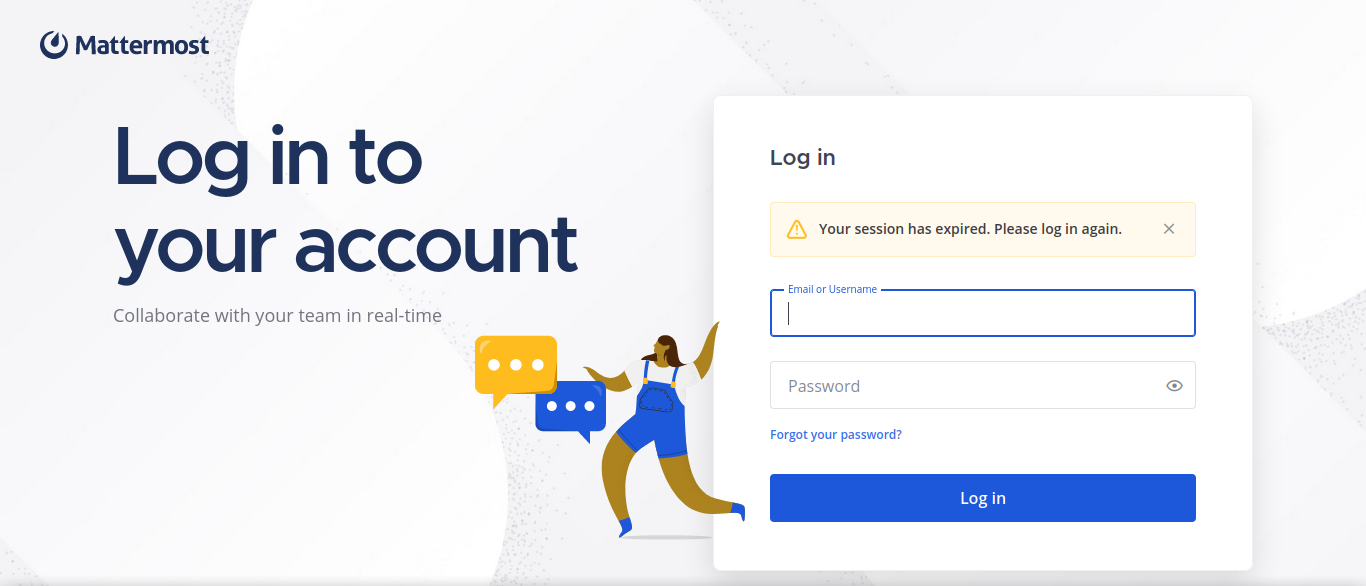 Mattermost
Log in to
your account
Collaborate with your team in real-time
Log in
Your session has expired. Please log in again.
Email or Username
Password
Forgot your password?
Log in